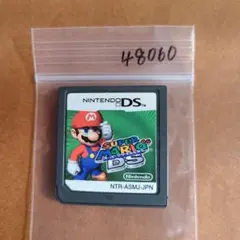 48060
NINTENDO DS
M
SUPER
MARIO 64
DS
Nintendo
NTR-ASMJ-JPN